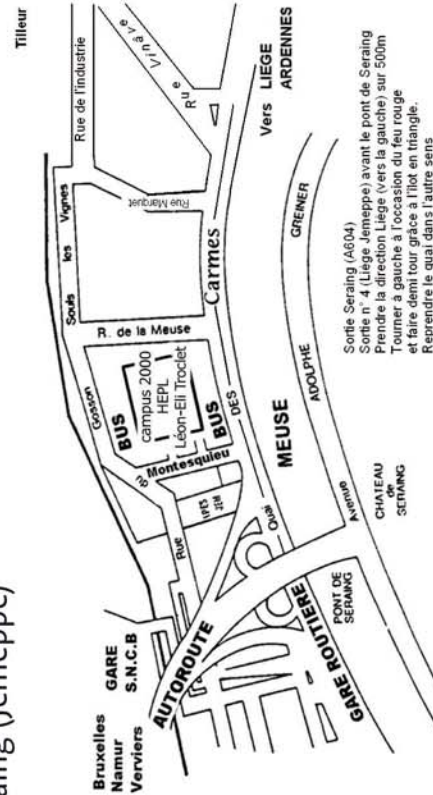 aing (Jemeppe)
Bruxelles
Namur
Verviers
GARE
S.N.C.B
AUTOROUTE
GARE ROUTIERE
PONT DE
SERAING
Rue
de
Montesquieu
IPES
JEM
Gosson
Sous les Vignes
BUS
campus 2000
HEPL
Léon-Eli Troclet
BUS
R. de la Meuse
Quai
DES
Carmes
Rue Marquet
Rue de l'industrie
Rue Vinave
Tilleur
Vers LIEGE
ARDENNES
MEUSE
Avenue
ADOLPHE
GREINER
CHATEAU
de
SERAING
Sortie Seraing (A604)
Sortie n° 4 (Liège Jemeppe) avant le pont de Seraing
Prendre la direction Liège (vers la gauche) sur 500m
Tourner à gauche à l'occasion du feu rouge
et faire demi tour grâce à l'îlot en triangle.
Reprendre le quai dans l'autre sens